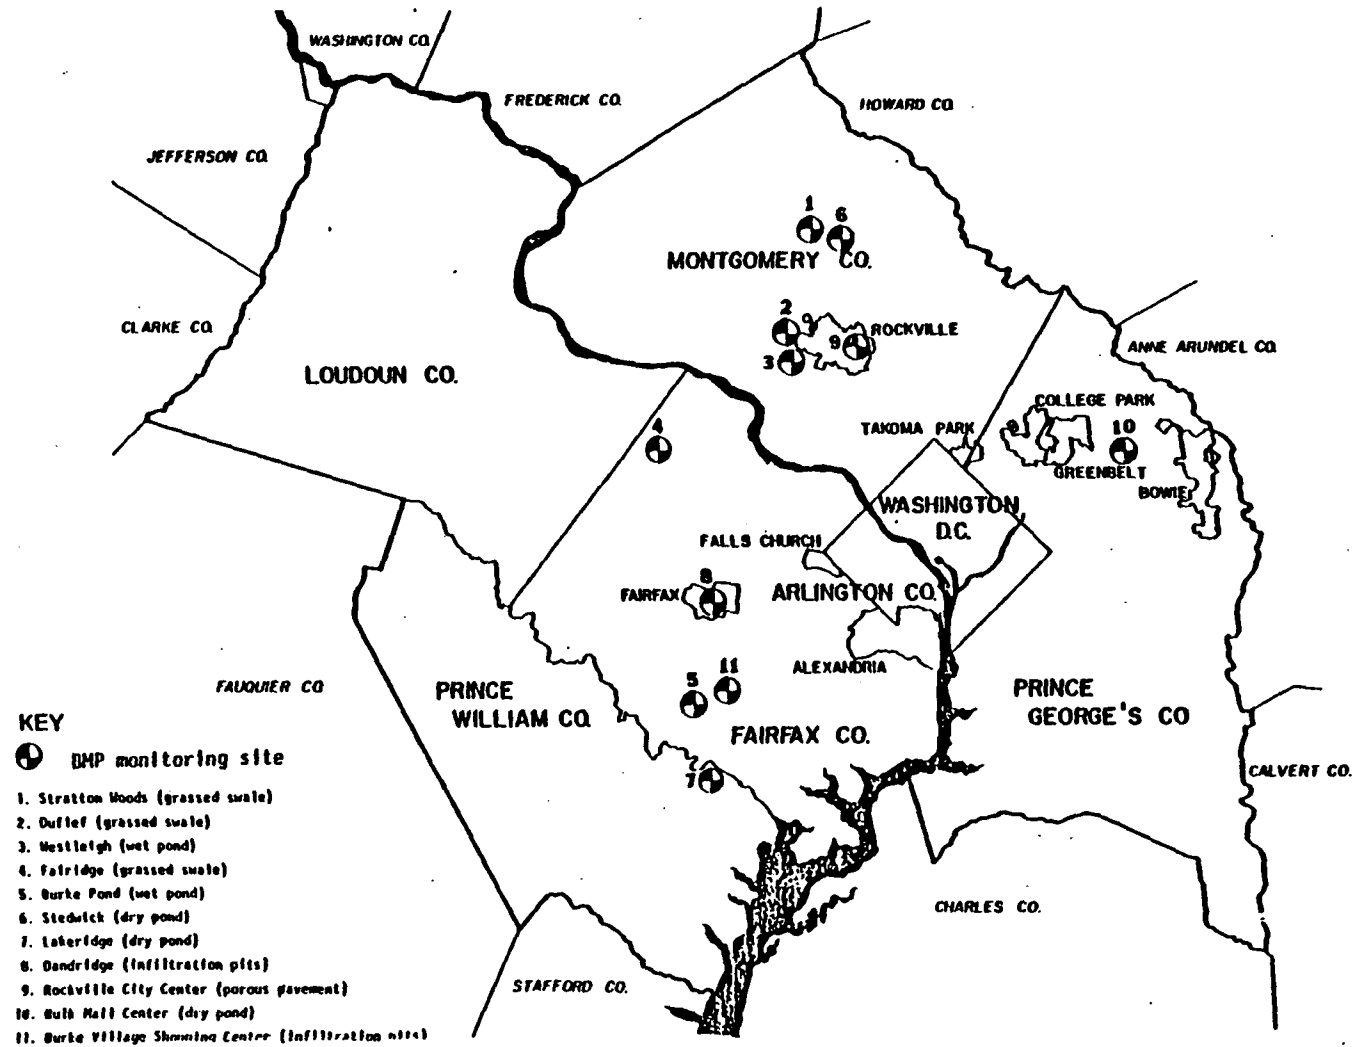 WASHINGTON CO.
FREDERICK CO.
HOWARD CO.
JEFFERSON CO.
1
6
MONTGOMERY CO.
CLARKE CO.
2
9
ROCKVILLE
3
ANNE ARUNDEL CO.
LOUDOUN CO.
COLLEGE PARK
4
TAKOMA PARK
10
GREENBELT
BOWIE
WASHINGTON,
D.C.
FALLS CHURCH
8
FAIRFAX
ARLINGTON CO.
ALEXANDRIA
11
5
FAUQUIER CO.
PRINCE
WILLIAM CO.
PRINCE
GEORGE'S CO
FAIRFAX CO.
7
CALVERT CO.
CHARLES CO.
STAFFORD CO.
KEY
BMP monitoring site
1. Stratton Woods (grassed swale)
2. Dufief (grassed swale)
3. Westleigh (wet pond)
4. Fairidge (grassed swale)
5. Burke Pond (wet pond)
6. Stedwick (dry pond)
7. Lakeridge (dry pond)
8. Dandridge (infiltration pits)
9. Rockville City Center (porous pavement)
10. Mall Center (dry pond)
11. Burke Village Shopping Center (infiltration pits)